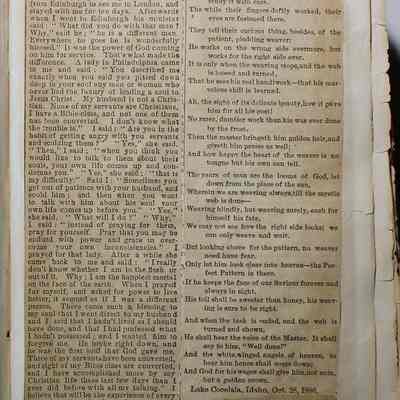 from Edinburgh to see me in London, and
stayed with me for ten days. Afterwards
when I went to Edinburgh his minister
said: "What did you do with that man?
Why," said he; "he is a different man.
Everywhere he goes he is wonderfully
blessed." It was the power of God coming
on him for service. That was made the
difference. A lady in Philadelphia came
to me and said: "You described me
exactly when you said you pitied down
deep in your soul any man or woman who
never had the luxury of leading a soul to
Jesus Christ. My husband is not a Chris-
tian. None of my servants are Christians,
I have a Bible-class, and not one of them
has been converted. I don't know what
the trouble is." I said: "Are you in the
habit of getting angry with you servants
and scolding them?" "Yes," she said.
"Then," I said; "when you think you
would like to talk to them about their
souls, your own life comes up and con-
demns you." "Yes," she said; "that is
my difficulty." Said I: "Sometimes you
get out of patience with your husband, and
scold him; and then when you want
to talk with him about his soul your
own life comes up before you." "Yes,"
she said. "What will I do?" "Why,"
I said; "instead of praying for them,
pray for yourself. Pray that you may be
endued with power and grace to over-
come your own inconsistencies." I
prayed for that lady. After a while she
came back to me and said: "I really
don't know whether I am in the flesh or
out of it. Why; I am the happiest mortal
on the face of the earth. When I prayed
for myself, and asked for power to live
better, it seemed as if I was a different
person. There came such a blessing to
my soul that I went direct to my husband
and I said that I hadn't lived as I should
have done, and that I had professed what
I hadn't possessed; and I wanted him to
forgive me. He broke right down, and
he was the first soul that God gave me.
Three of my servants have been converted,
and eight of my Bible class are converted,
and I have accomplished more by my
Christian life these last few days than I
ever did before with all my talking." I
believe that will be the experience of every
study it with care.
The while their fingers deftly worked, their
eyes are fastened there.
They tell their curious thing, besides, of the
patient, plodding weaver:
He works on the wrong side evermore, but
works for the right side ever.
It is only when the weaving stops, and the web
is loosed and turned,
That he sees his real handiwork—that his mar-
velous skill is learned.
Ah, the sight of its delicate beauty, how it pays
him for all his cost!
No rarer, daintier work than his was ever done
by the frost.
Then the master bringeth him golden hire, and
giveth him praise as well;
And how happy the heart of the weaver is no
tongue but his own can tell.
The years of man are the looms of God, let
down from the place of the sun,
Wherein we are weaving always, till the mystic
web is done—
Weaving blindly, but weaving surely, each for
himself his fate,
We may not see how the right side looks; we
can only weave and wait.
But looking above for the pattern, no weaver
need have fear.
Only let him look clear into heaven—the Per-
fect Pattern is there.
If he keeps the face of our Saviour forever and
always in sight,
His toil shall be sweeter than honey, his weav-
ing is sure to be right.
And when the task is ended, and the web is
turned and shown,
He shall hear the voice of the Master. It shall
say to him, "Well done!"
And the white-winged angels of heaven, to
bear him hence shall come down;
And God for his wages shall give him, not coin,
but a golden crown.
Lake Cocolala, Idaho, Oct. 28, 1886.